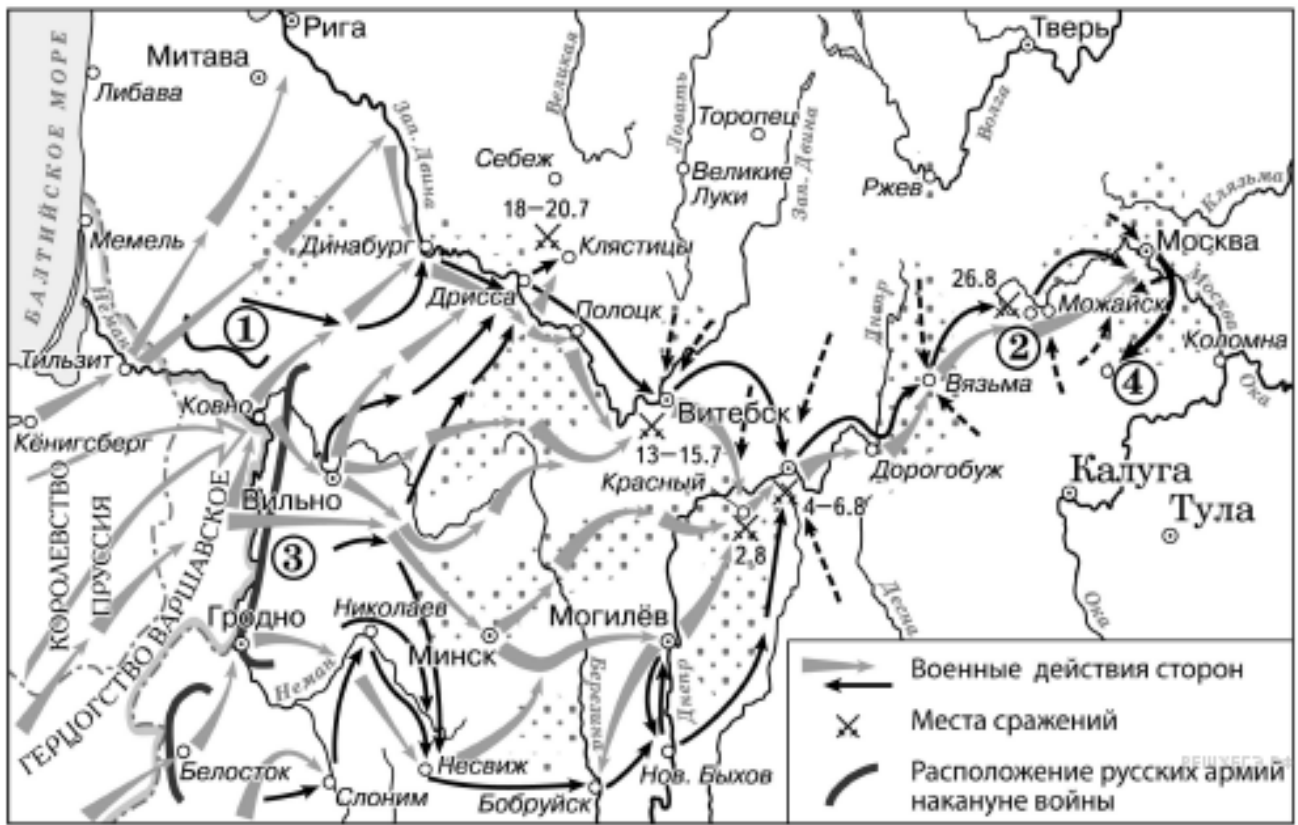 Рига
Тверь
Митава
Либава
БАЛТИЙСКОЕ МОРЕ
Зап. Двина
Великая
Ловать
Торопец
Зап. Двина
Волга
Себеж
Великие
Луки
Ржев
Клязьма
18–20.7
Мемель
Динабург
Клястицы
Москва
Неман
Дрисса
Полоцк
Днепр
26.8
Можайск
Москва
1
2
Коломна
Тильзит
4
Ока
Ковно
Витебск
Вязьма
Кёнигсберг
13–15.7
Дорогобуж
Калуга
Вильно
Красный
4–6.8
Тула
КОРОЛЕВСТВО
ПРУССИЯ
ГЕРЦОГСТВО ВАРШАВСКОЕ
3
2.8
Гродно
Николаев
Могилёв
Десна
Ока
Минск
Неман
Березина
Днепр
Белосток
Несвиж
Слоним
Бобруйск
Нов. Быхов
Военные действия сторон
Места сражений
РЕШУЕГЭ.РФ
Расположение русских армий
накануне войны